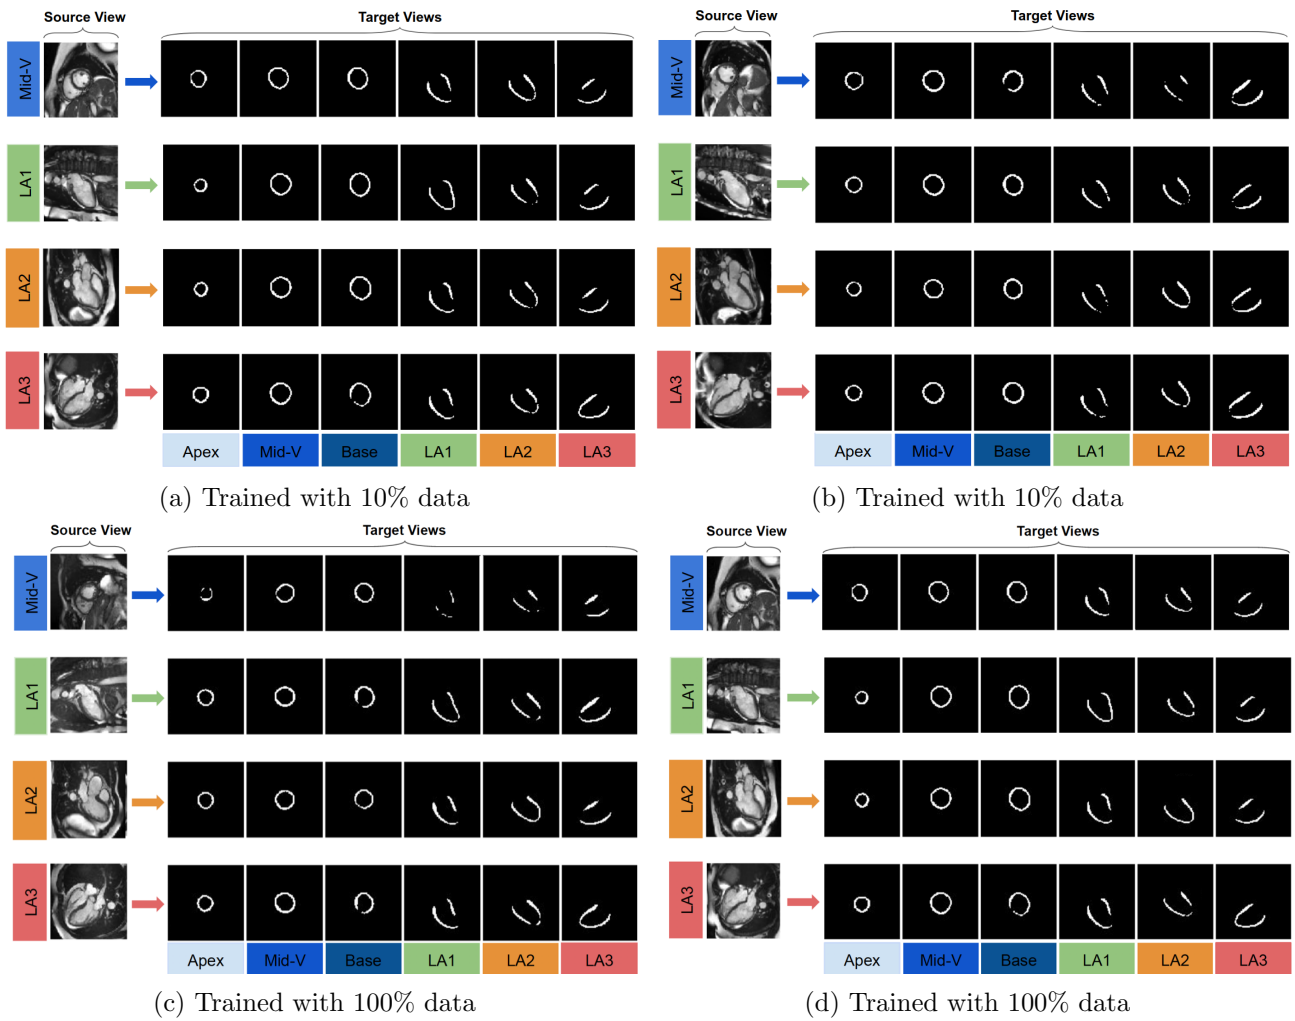 Source View Target Views
Mid-V
LA1
LA2
LA3
Apex Mid-V Base LA1 LA2 LA3
(a) Trained with 10% data
Source View Target Views
Mid-V
LA1
LA2
LA3
Apex Mid-V Base LA1 LA2 LA3
(b) Trained with 10% data
Source View Target Views
Mid-V
LA1
LA2
LA3
Apex Mid-V Base LA1 LA2 LA3
(c) Trained with 100% data
Source View Target Views
Mid-V
LA1
LA2
LA3
Apex Mid-V Base LA1 LA2 LA3
(d) Trained with 100% data